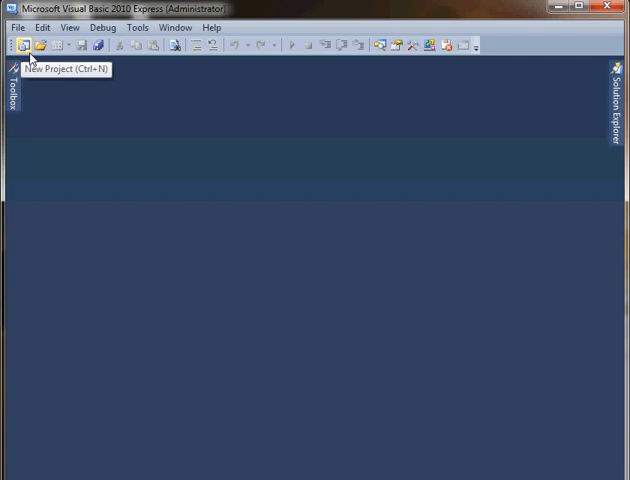 Microsoft Visual Basic 2010 Express (Administrator)
File Edit View Debug Tools Window Help
New Project (Ctrl+N)
Toolbox
Solution Explorer